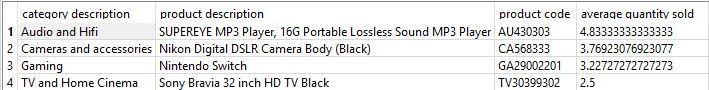 category description product description product code average quantity sold
1 Audio and Hifi SUPEREYE MP3 Player, 16G Portable Lossless Sound MP3 Player AU430303 4.83333333333333
2 Cameras and accessories Nikon Digital DSLR Camera Body (Black) CA568333 3.76923076923077
3 Gaming Nintendo Switch GA29002201 3.22727272727273
4 TV and Home Cinema Sony Bravia 32 inch HD TV Black TV30399302 2.5